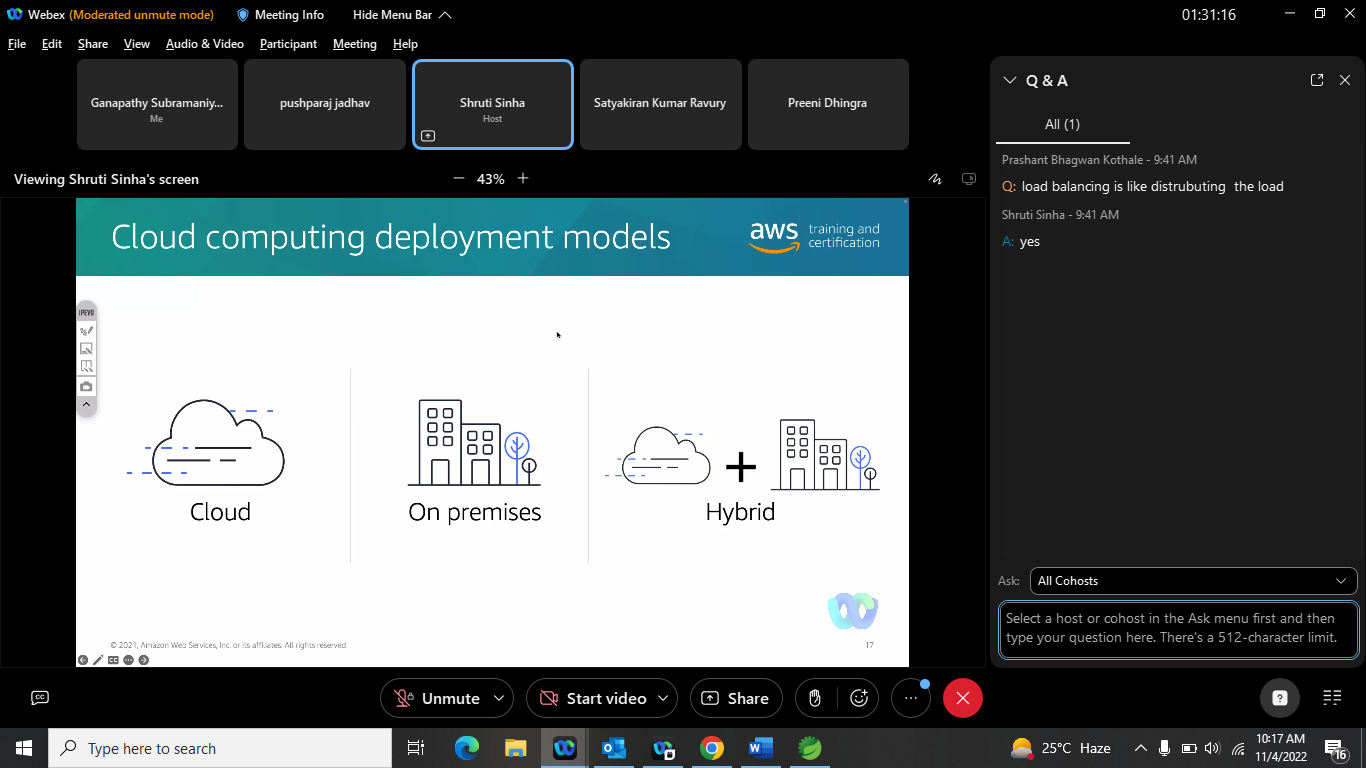 Webex (Moderated unmute mode) Meeting Info Hide Menu Bar 01:31:16
File Edit Share View Audio & Video Participant Meeting Help
Ganapathy Subramaniy...
Me
pushparaj jadhav
Shruti Sinha
Host
Satyakiran Kumar Ravury
Preeni Dhingra
Viewing Shruti Sinha's screen
43%
Cloud computing deployment models
aws training and
certification
IPEVO
Cloud
On premises
Hybrid
© 2021, Amazon Web Services, Inc. or its affiliates. All rights reserved.
17
Q & A
All (1)
Prashant Bhagwan Kothale - 9:41 AM
Q: load balancing is like distrubuting the load
Shruti Sinha - 9:41 AM
A: yes
Ask: All Cohosts
Select a host or cohost in the Ask menu first and then
type your question here. There's a 512-character limit.
CC
Unmute Start video Share
Type here to search
25°C Haze
10:17 AM
11/4/2022
16